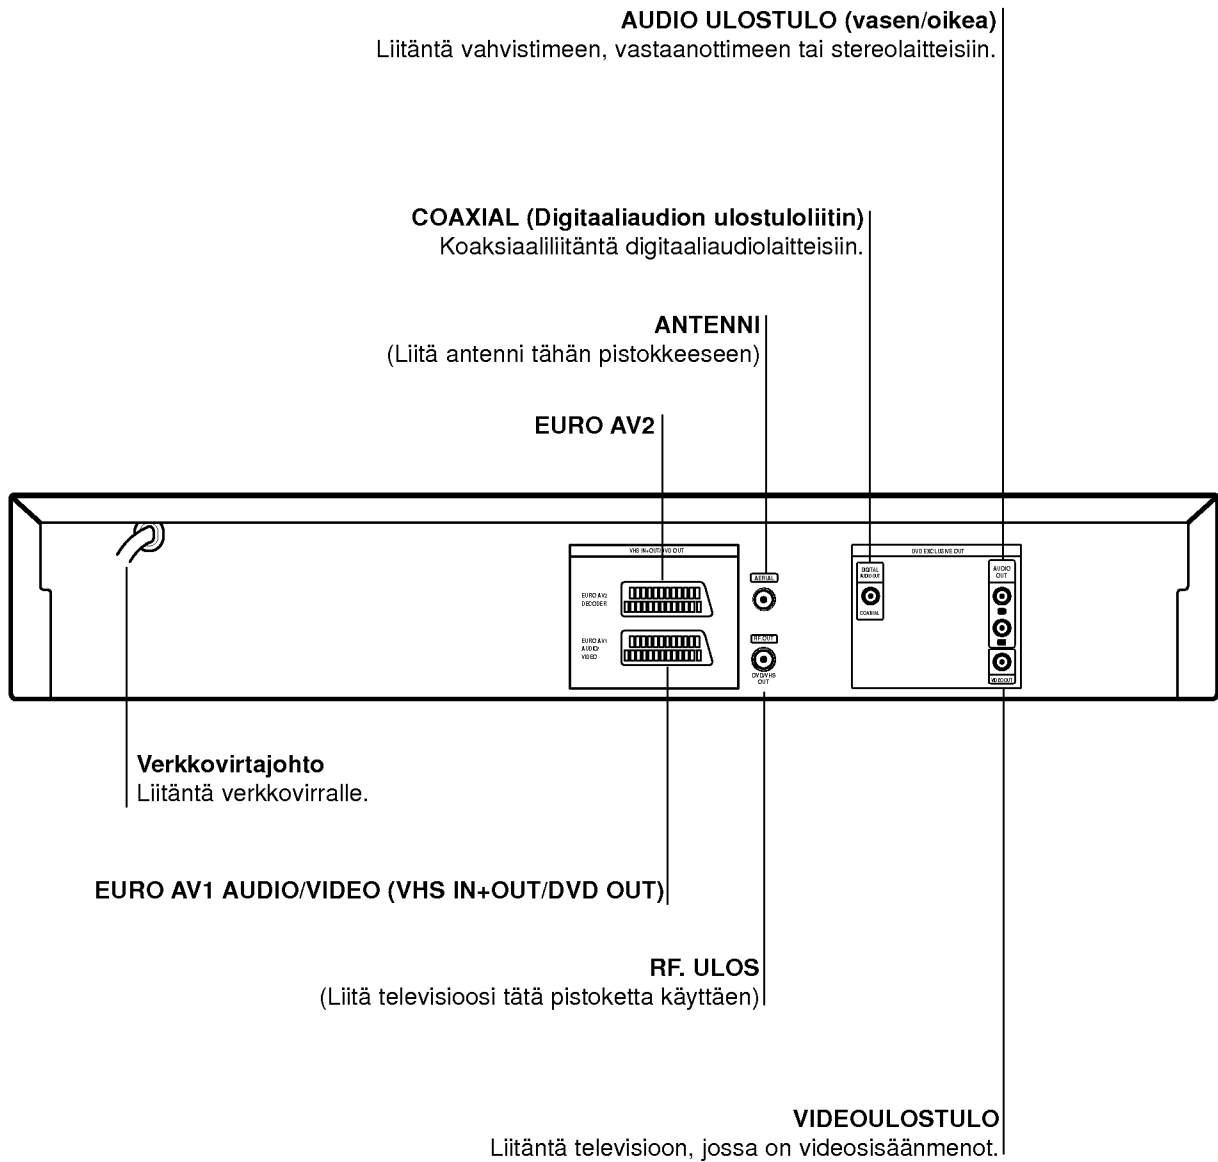 AUDIO ULOSTULO (vasen/oikea)
Liitäntä vahvistimeen, vastaanottimeen tai stereolaitteisiin.
COAXIAL (Digitaaliaudion ulostuloliitin)
Koaksiaaliliitäntä digitaaliaudiolaitteisiin.
ANTENNI
(Liitä antenni tähän pistokkeeseen)
EURO AV2
VHS IN+OUT/DVD OUT
EURO AV2
DECODER
EURO AV1
AUDIO/
VIDEO
AERIAL
RF.OUT
DVD/VHS
OUT
DVD EXCLUSIVE OUT
DIGITAL
AUDIO OUT
COAXIAL
AUDIO
OUT
VIDEO OUT
Verkkovirtajohto
Liitäntä verkkovirralle.
EURO AV1 AUDIO/VIDEO (VHS IN+OUT/DVD OUT)
RF. ULOS
(Liitä televisioosi tätä pistoketta käyttäen)
VIDEOULOSTULO
Liitäntä televisioon, jossa on videosisäänmenot.